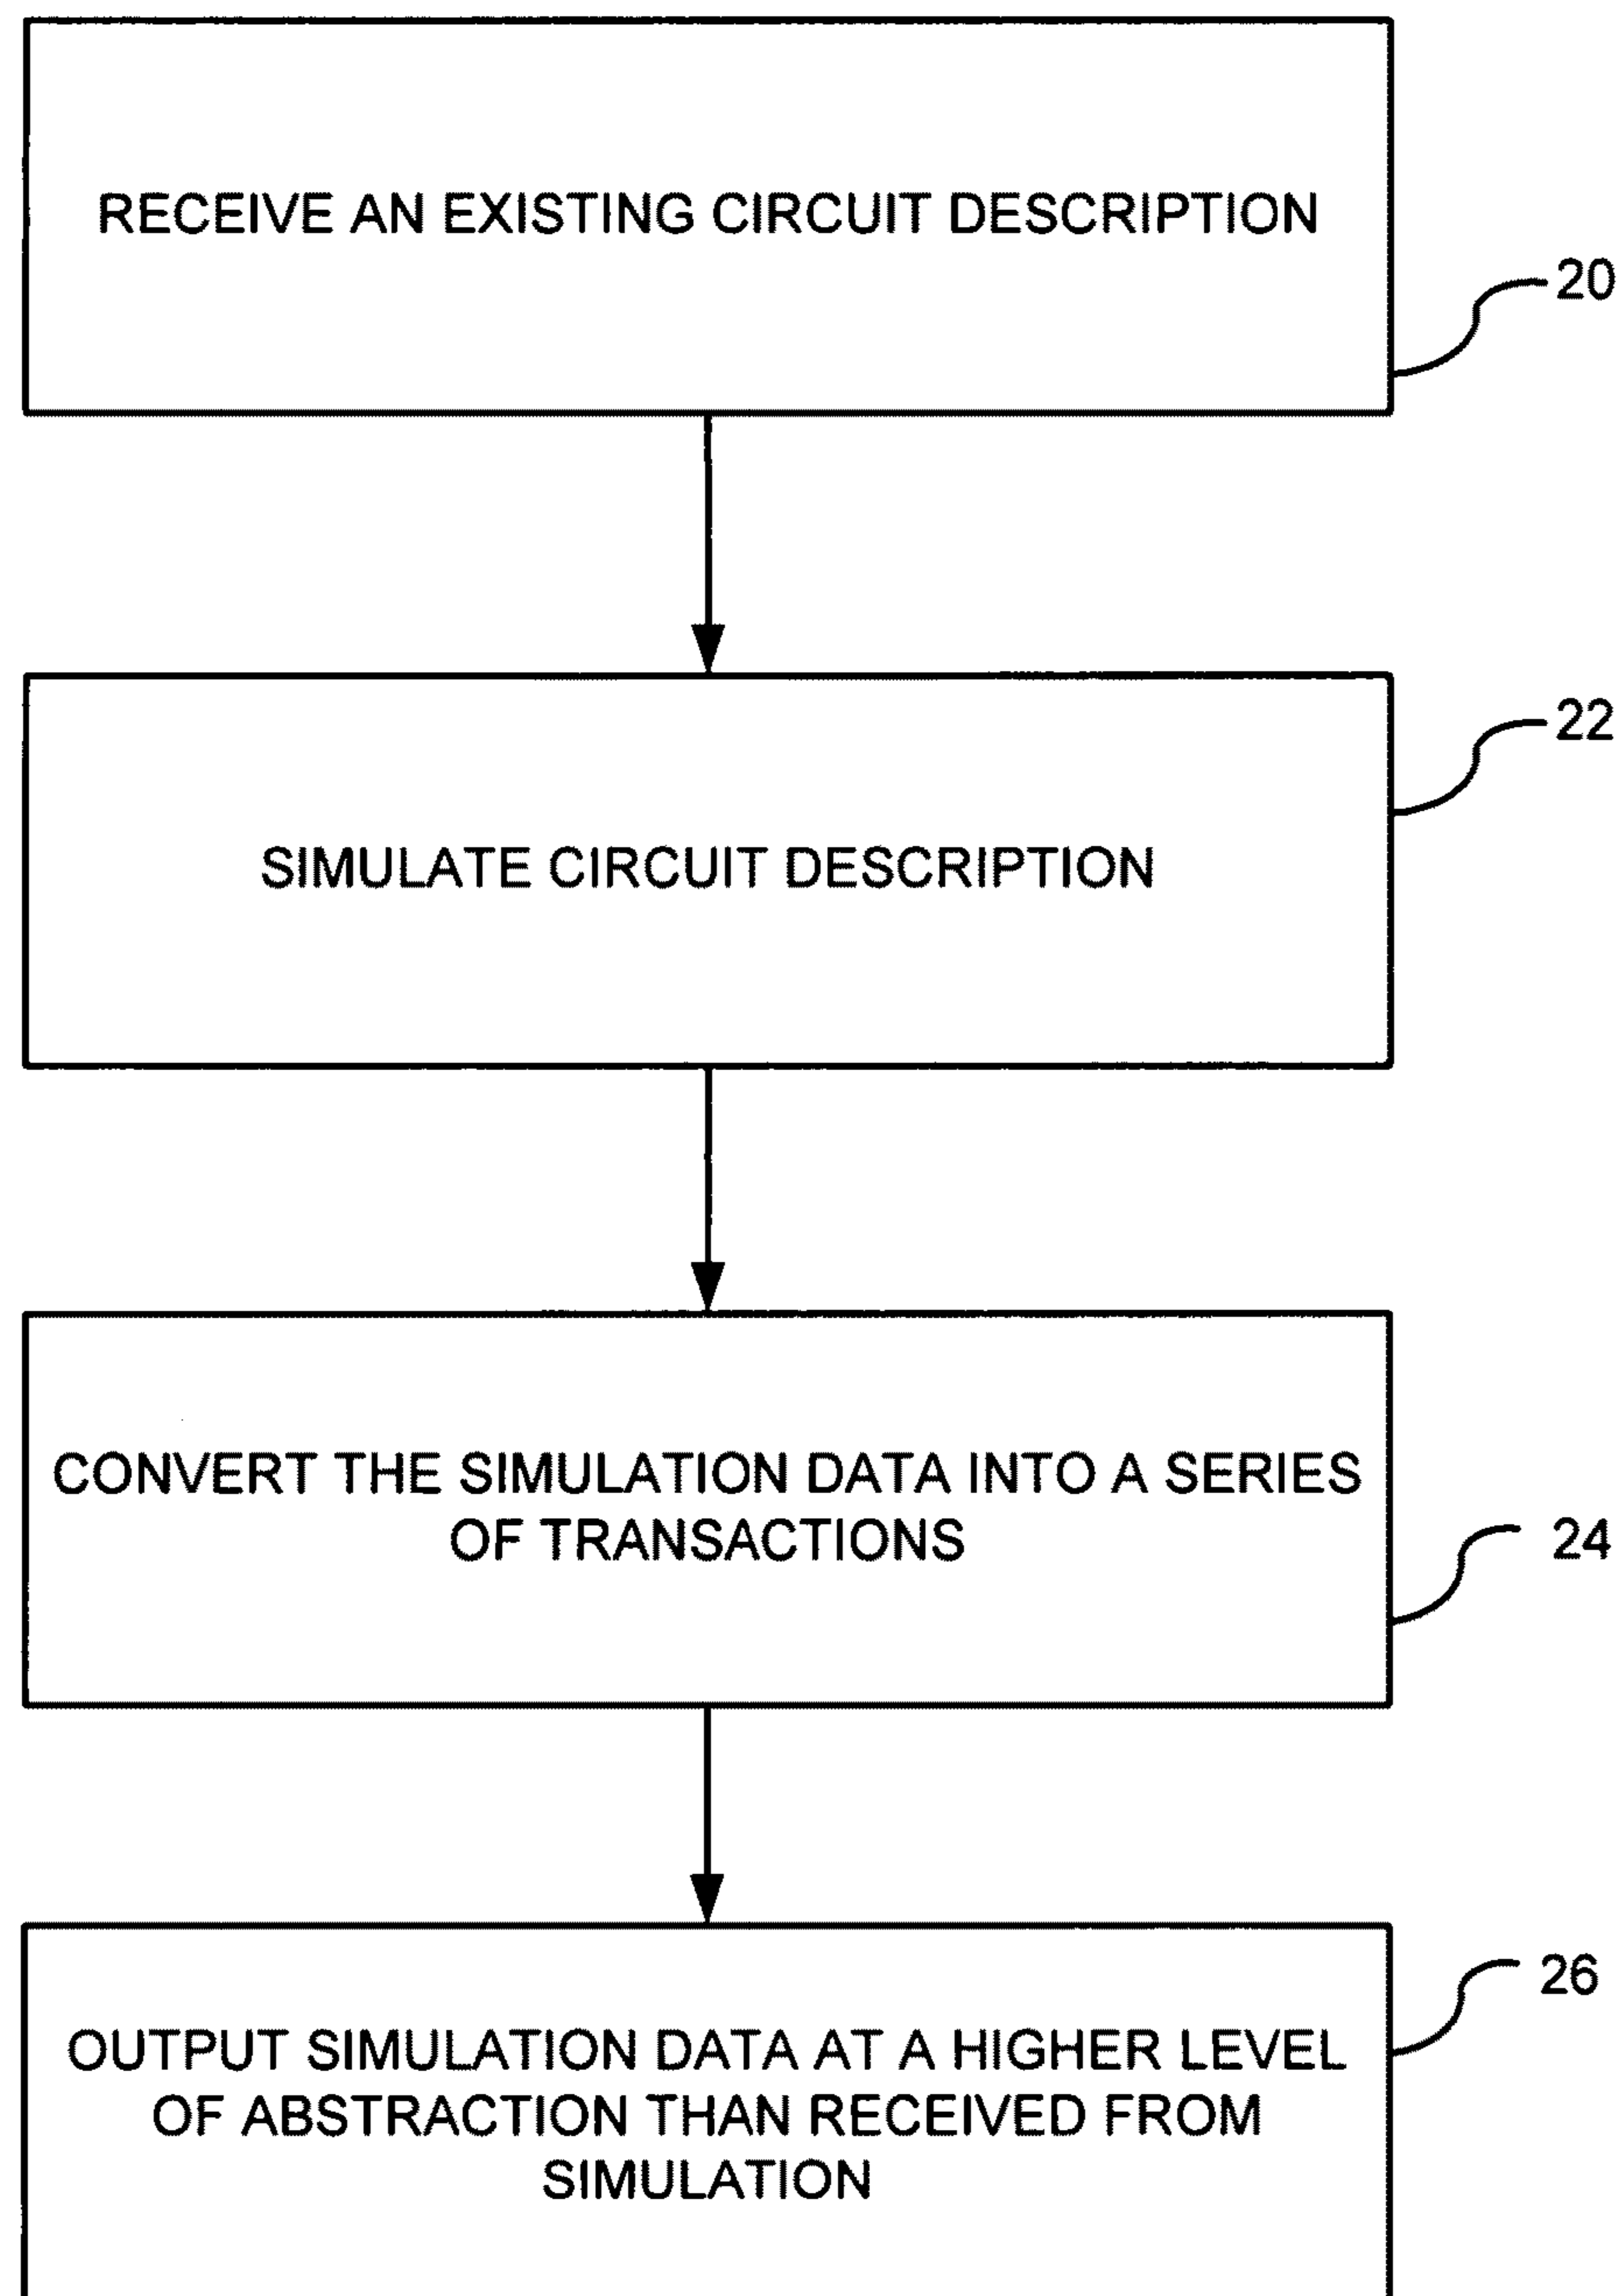 RECEIVE AN EXISTING CIRCUIT DESCRIPTION
20
22
SIMULATE CIRCUIT DESCRIPTION
CONVERT THE SIMULATION DATA INTO A SERIES
OF TRANSACTIONS
24
26
OUTPUT SIMULATION DATA AT A HIGHER LEVEL
OF ABSTRACTION THAN RECEIVED FROM
SIMULATION